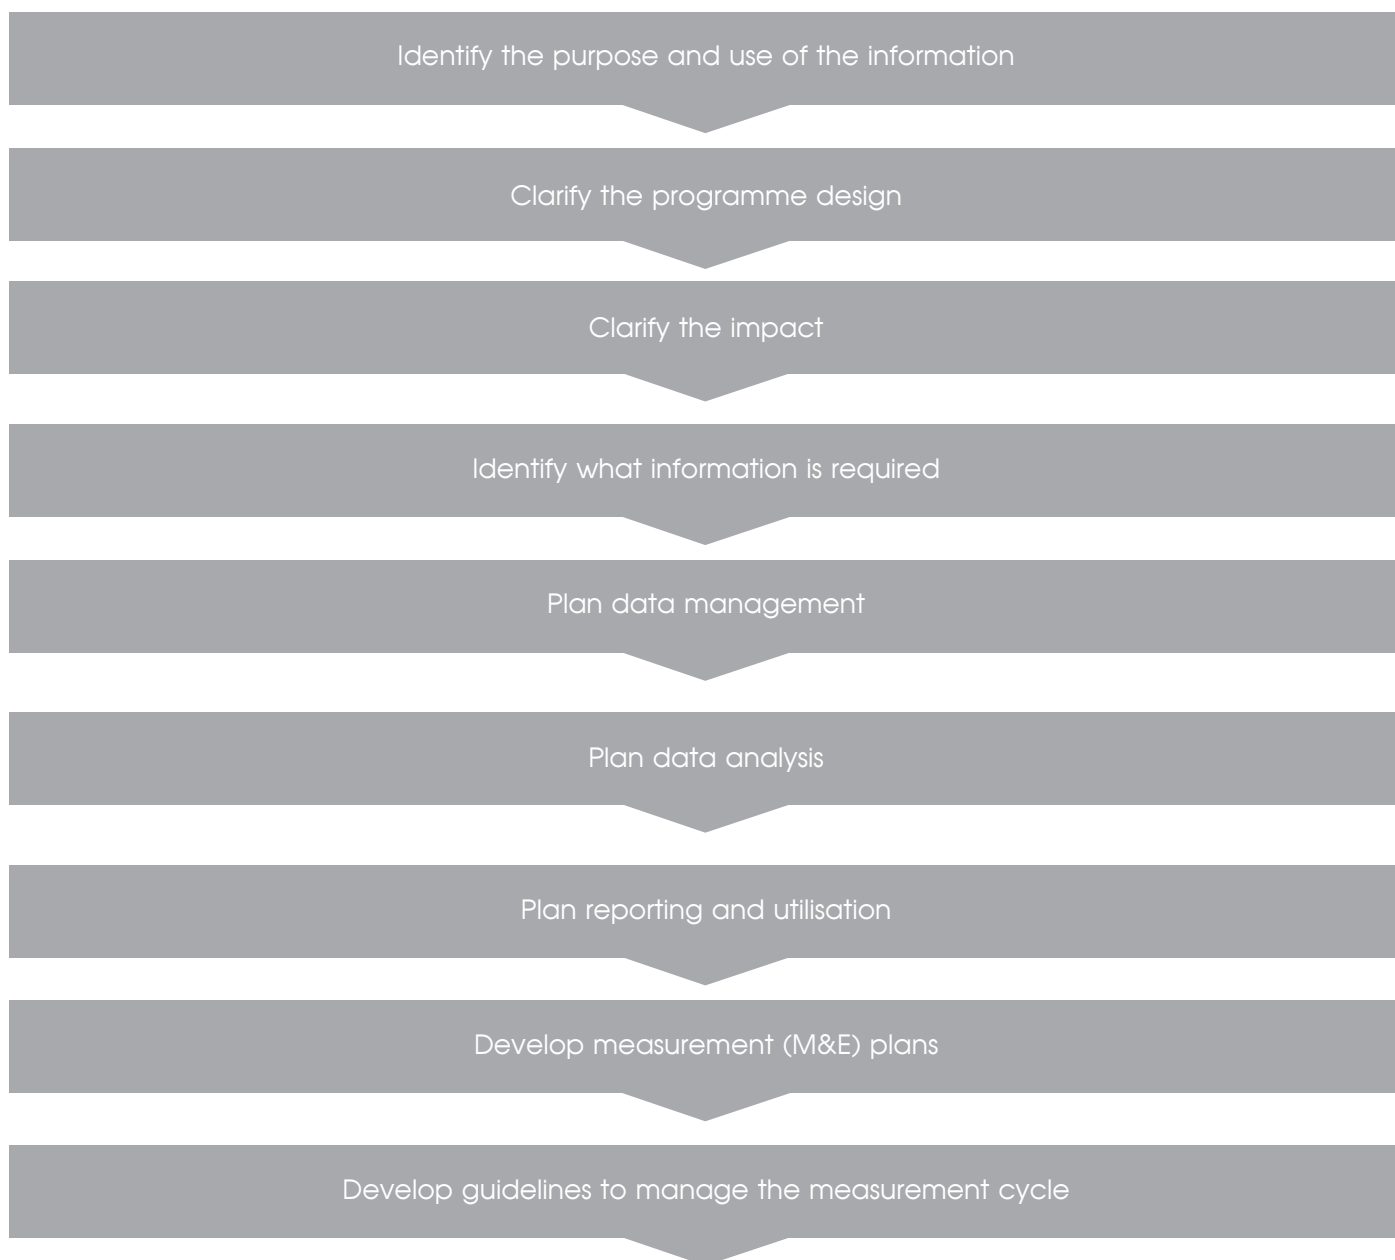 Identify the purpose and use of the information
Clarify the programme design
Clarify the impact
Identify what information is required
Plan data management
Plan data analysis
Plan reporting and utilisation
Develop measurement (M&E) plans
Develop guidelines to manage the measurement cycle